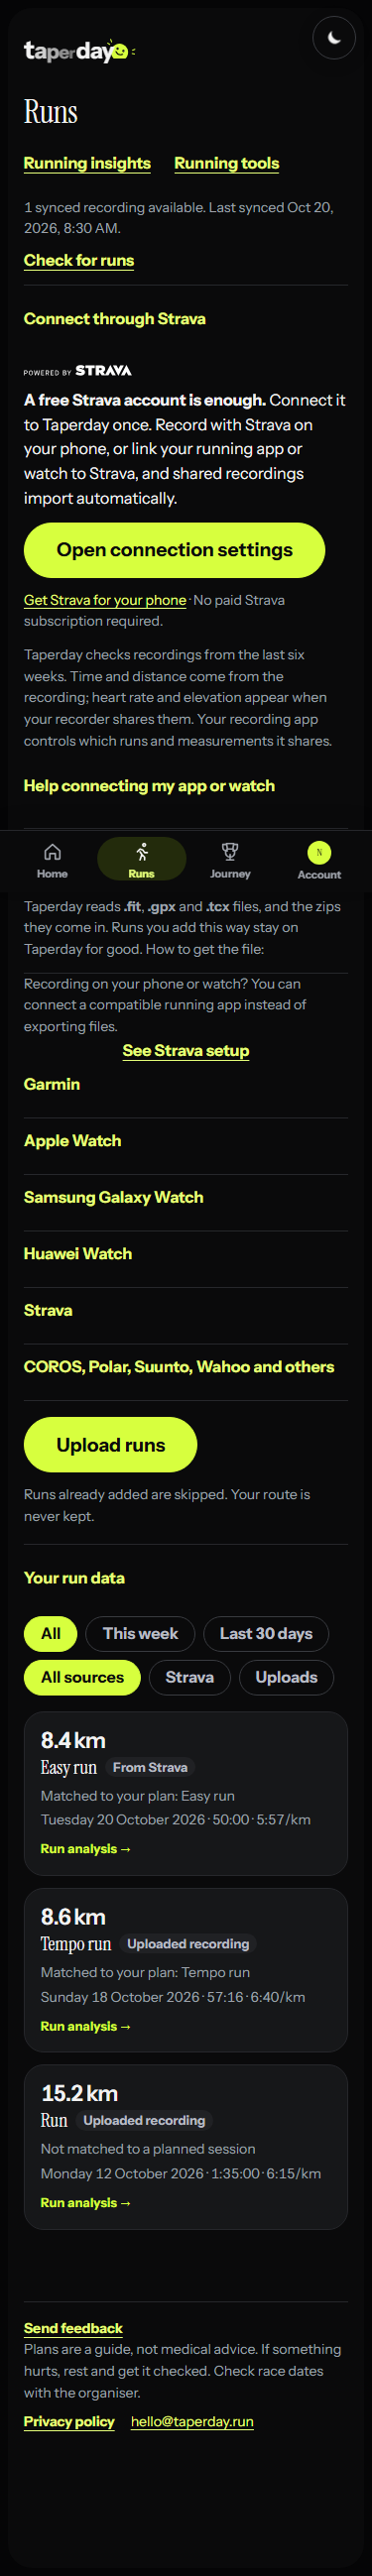 taperday
Runs
Running insights Running tools
1 synced recording available. Last synced Oct 20,
2026, 8:30 AM.
Check for runs
Connect through Strava
POWERED BY STRAVA
A free Strava account is enough. Connect it
to Taperday once. Record with Strava on
your phone, or link your running app or
watch to Strava, and shared recordings
import automatically.
Open connection settings
Get Strava for your phone · No paid Strava
subscription required.
Taperday checks recordings from the last six
weeks. Time and distance come from the
recording; heart rate and elevation appear when
your recorder shares them. Your recording app
controls which runs and measurements it shares.
Help connecting my app or watch
Home Runs Journey N Account
Taperday reads .fit, .gpx and .tcx files, and the zips
they come in. Runs you add this way stay on
Taperday for good. How to get the file:
Recording on your phone or watch? You can
connect a compatible running app instead of
exporting files.
See Strava setup
Garmin
Apple Watch
Samsung Galaxy Watch
Huawei Watch
Strava
COROS, Polar, Suunto, Wahoo and others
Upload runs
Runs already added are skipped. Your route is
never kept.
Your run data
All This week Last 30 days
All sources Strava Uploads
8.4 km
Easy run From Strava
Matched to your plan: Easy run
Tuesday 20 October 2026 · 50:00 · 5:57/km
Run analysis →
8.6 km
Tempo run Uploaded recording
Matched to your plan: Tempo run
Sunday 18 October 2026 · 57:16 · 6:40/km
Run analysis →
15.2 km
Run Uploaded recording
Not matched to a planned session
Monday 12 October 2026 · 1:35:00 · 6:15/km
Run analysis →
Send feedback
Plans are a guide, not medical advice. If something
hurts, rest and get it checked. Check race dates
with the organiser.
Privacy policy hello@taperday.run